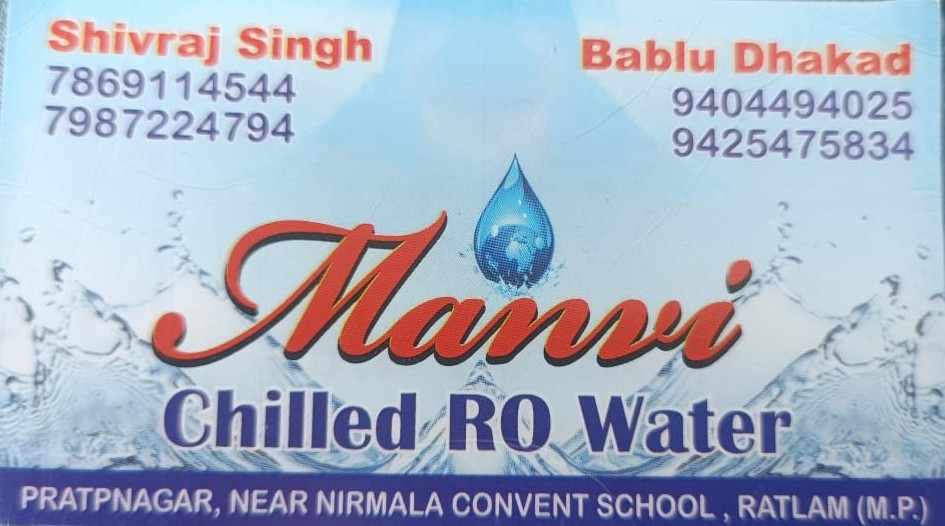 Shivraj Singh
7869114544
7987224794
Bablu Dhakad
9404494025
9425475834
Manvi
Chilled RO Water
PRATPNAGAR, NEAR NIRMALA CONVENT SCHOOL , RATLAM (M.P.)